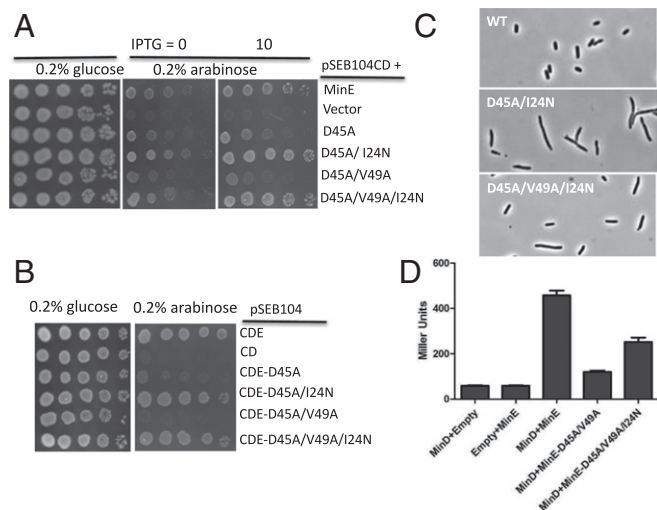 A
IPTG = 0 10
0.2% glucose 0.2% arabinose
pSEB104CD +
MinE
Vector
D45A
D45A/ I24N
D45A/V49A
D45A/V49A/I24N
B
0.2% glucose 0.2% arabinose pSEB104
CDE
CD
CDE-D45A
CDE-D45A/I24N
CDE-D45A/V49A
CDE-D45A/V49A/I24N
C
WT
D45A/I24N
D45A/V49A/I24N
D
Miller Units
600
400
200
0
MinD+Empty
Empty+MinE
MinD+MinE
MinD+MinE-D45A/V49A
MinD+MinE-D45A/V49A/I24N